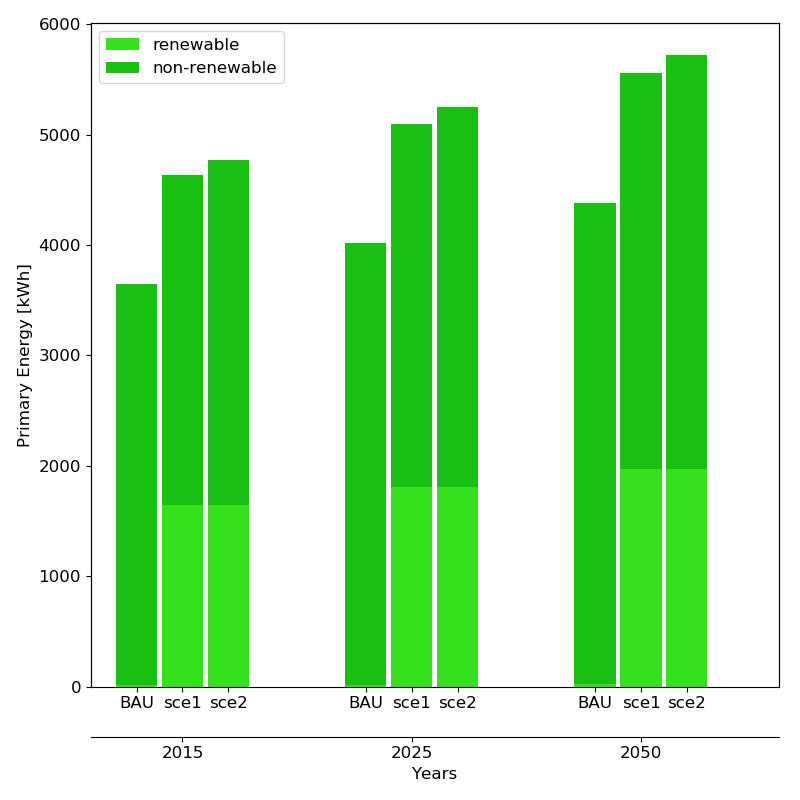 6000
5000
4000
3000
2000
1000
0
Primary Energy [kWh]
renewable
non-renewable
BAU sce1 sce2 BAU sce1 sce2 BAU sce1 sce2
2015 2025 2050
Years